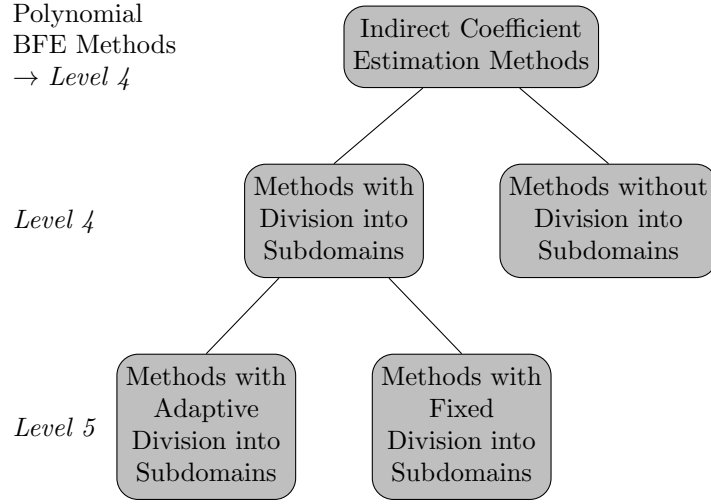 Polynomial
BFE Methods
→ Level 4
Indirect Coefficient
Estimation Methods
Level 4
Methods with
Division into
Subdomains
Methods without
Division into
Subdomains
Level 5
Methods with
Adaptive
Division into
Subdomains
Methods with
Fixed
Division into
Subdomains